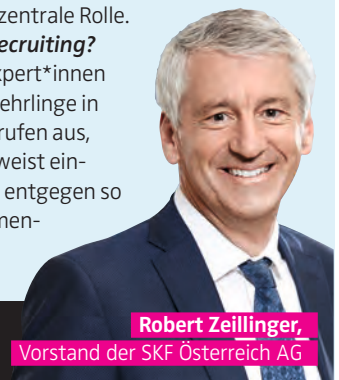 zentrale Rolle.
ecruiting?
xpert*innen
ehrlinge in
rufen aus,
weist ein-
entgegen so
men-
Robert Zeillinger,
Vorstand der SKF Österreich AG